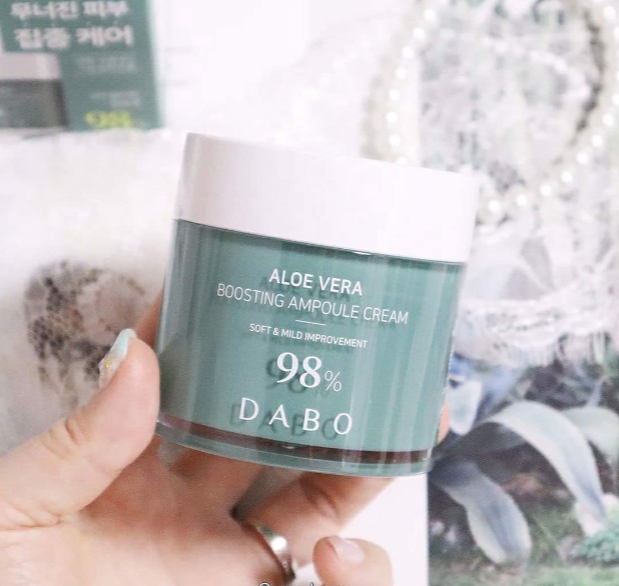 무너진 피부
집중 케어
98
ALOE VERA
BOOSTING AMPOULE CREAM
SOFT & MILD IMPROVEMENT
98%
DABO